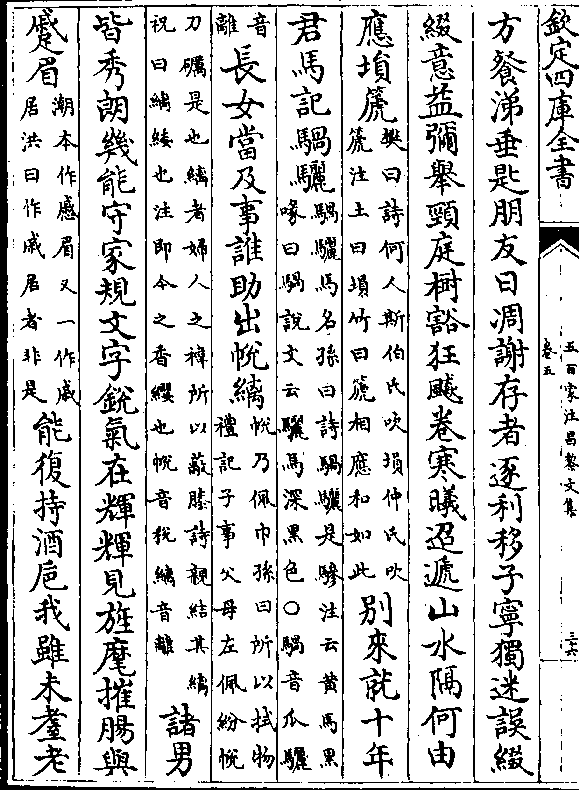 欽定四庫全書
五百家注昌黎文集
卷五
方餐涕垂匙朋友日凋謝存者逐利移子寧獨迷誤綴
綴意益彌舉頸庭樹豁狂飈卷寒曦迢遞山水隔何由
應塤篪樊曰詩何人斯伯氏吹塤仲氏吹篪注土曰塤竹曰篪相應和如此別來就十年
君馬記騧驪騧驪馬名孫曰詩騧驪是驂注云黄馬黑喙曰騧説文云驪馬深黑色○騧音瓜驪
音離長女當及事誰助出帨縭帨乃佩巾孫曰所以拭物禮記子事父母左佩紛帨
刀礪是也縭者婦人之褘所以蔽膝詩親結其縭祝曰縭緌也注即今之香纓也帨音税縭音離諸男
皆秀朗幾能守家規文字鋭氣在輝輝見旌麾摧腸與
慼眉潮本作慼眉又一作戚居洪曰作戚居者非是能復持酒巵我雖未耋老